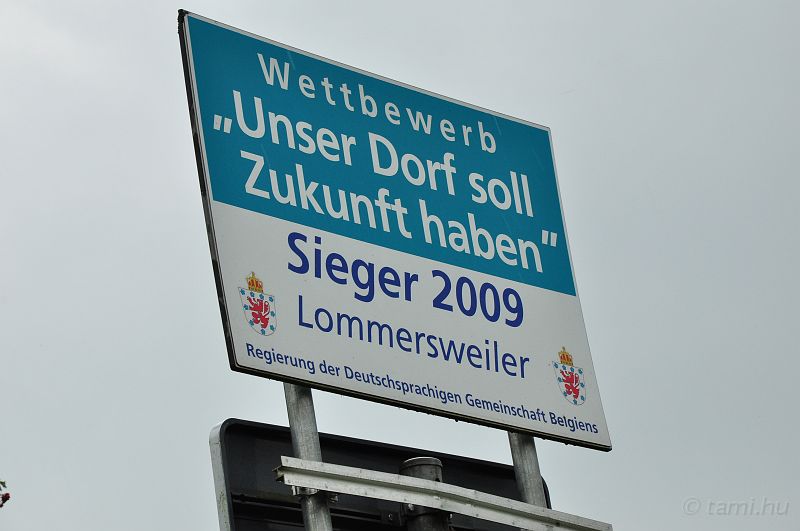 Wettbewerb
„Unser Dorf soll
Zukunft haben”
Sieger 2009
Lommersweiler
Regierung der Deutschsprachigen Gemeinschaft Belgiens
© tami.hu